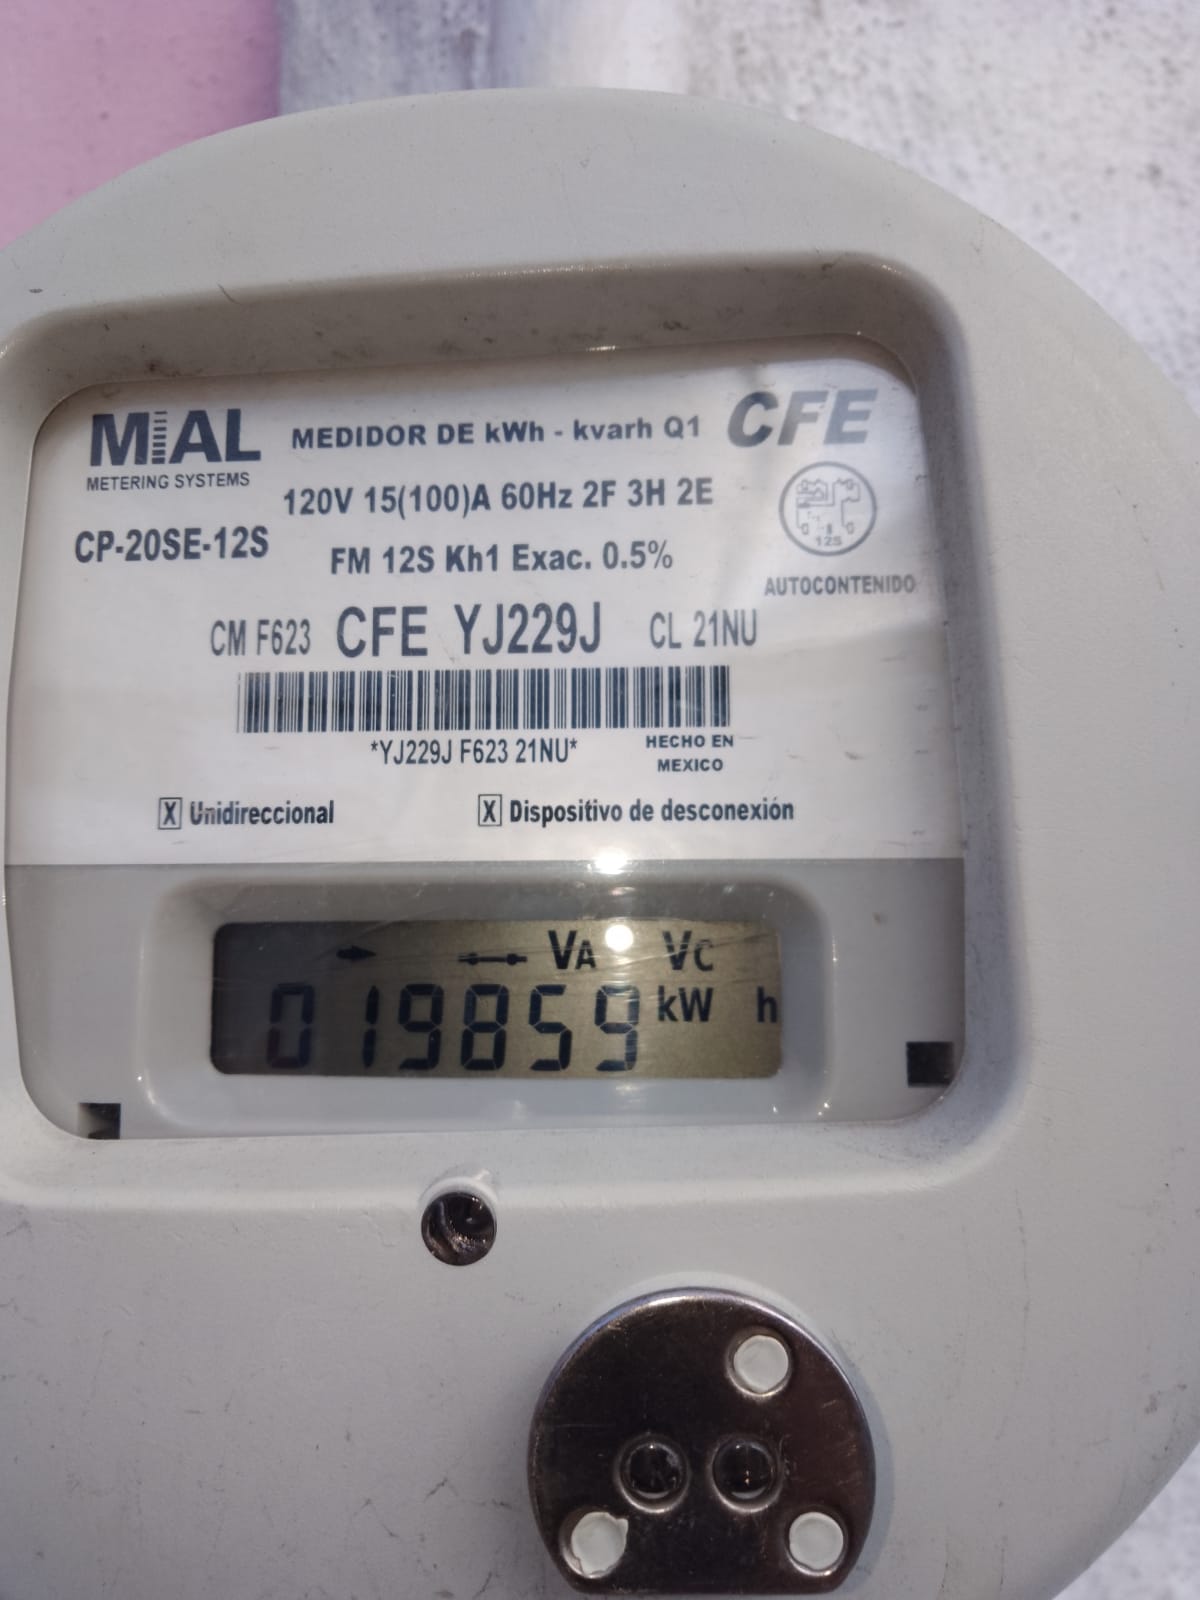 MIAL
METERING SYSTEMS
MEDIDOR DE kWh - kvarh Q1
CFE
120V 15(100)A 60Hz 2F 3H 2E
CP-20SE-12S
FM 12S Kh1 Exac. 0.5%
12S
AUTOCONTENIDO
CM F623 CFE YJ229J CL 21NU
*YJ229J F623 21NU*
HECHO EN
MEXICO
X Unidireccional
X Dispositivo de desconexión
VA VC
019859 kW h